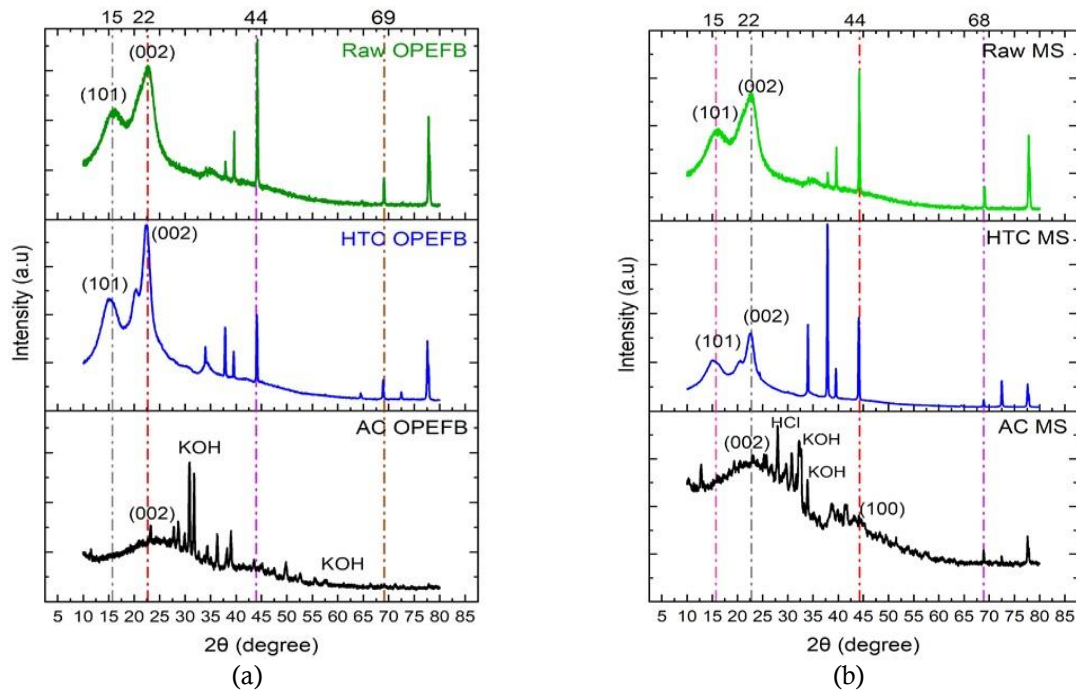 15 22 44 69
(002)
Raw OPEFB
(101)
(002)
HTC OPEFB
(101)
AC OPEFB
KOH
(002)
KOH
Intensity (a.u)
5 10 15 20 25 30 35 40 45 50 55 60 65 70 75 80 85
2θ (degree)
(a)
15 22 44 68
Raw MS
(002)
(101)
HTC MS
(002)
(101)
AC MS
HCl
(002)
KOH
KOH
(100)
Intensity (a.u)
5 10 15 20 25 30 35 40 45 50 55 60 65 70 75 80 85
2θ (degree)
(b)